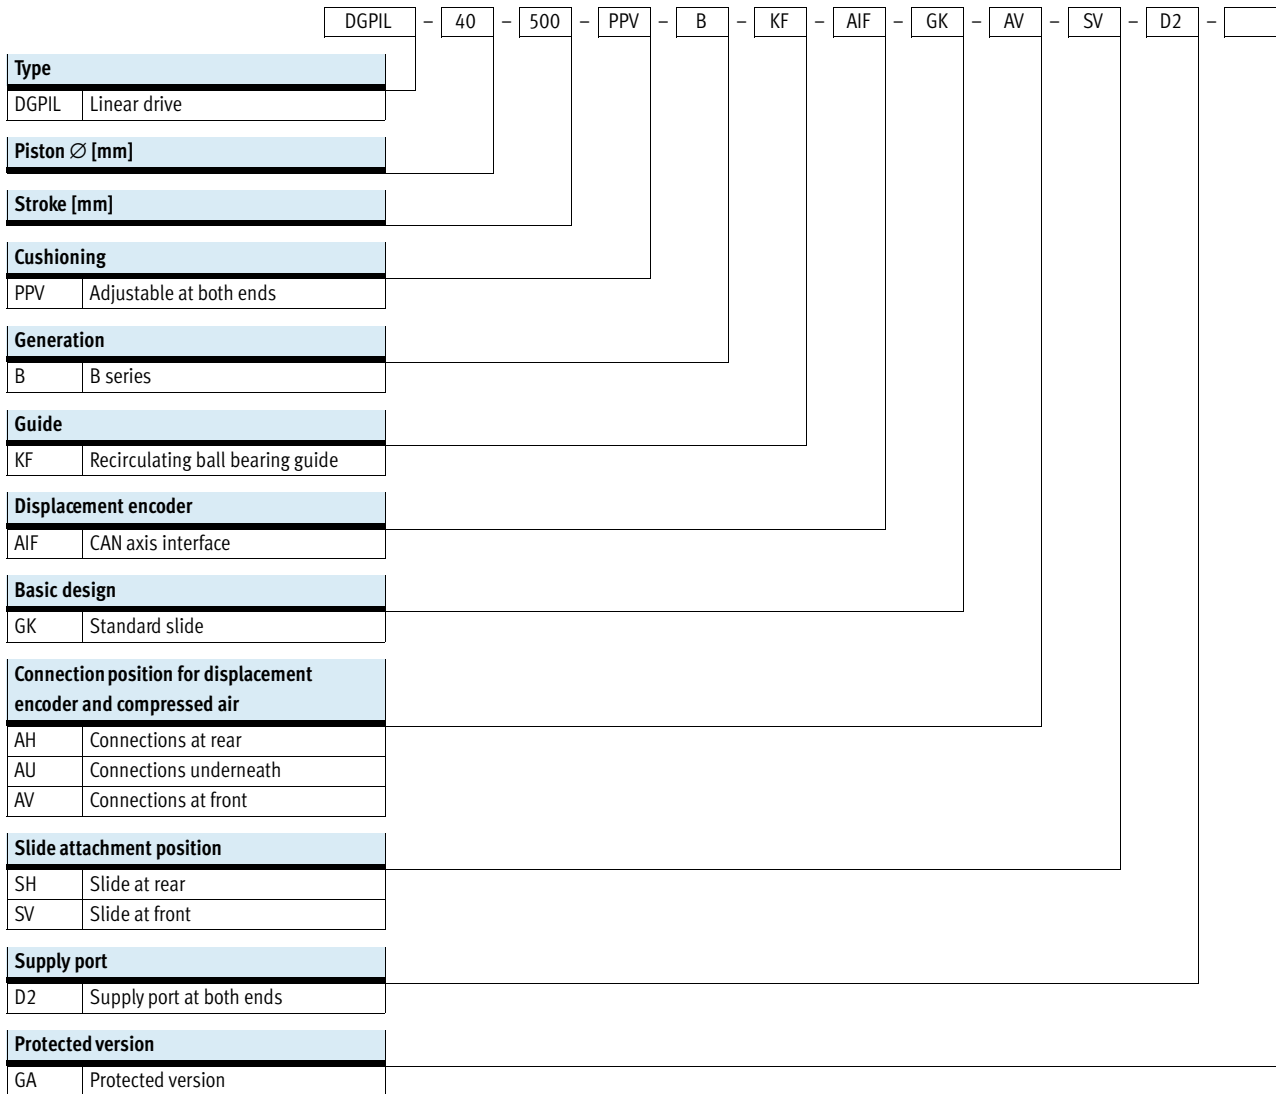 DGPIL – 40 – 500 – PPV – B – KF – AIF – GK – AV – SV – D2 –
Type
DGPIL Linear drive
Piston ∅ [mm]
Stroke [mm]
Cushioning
PPV Adjustable at both ends
Generation
B B series
Guide
KF Recirculating ball bearing guide
Displacement encoder
AIF CAN axis interface
Basic design
GK Standard slide
Connection position for displacement
encoder and compressed air
AH Connections at rear
AU Connections underneath
AV Connections at front
Slide attachment position
SH Slide at rear
SV Slide at front
Supply port
D2 Supply port at both ends
Protected version
GA Protected version